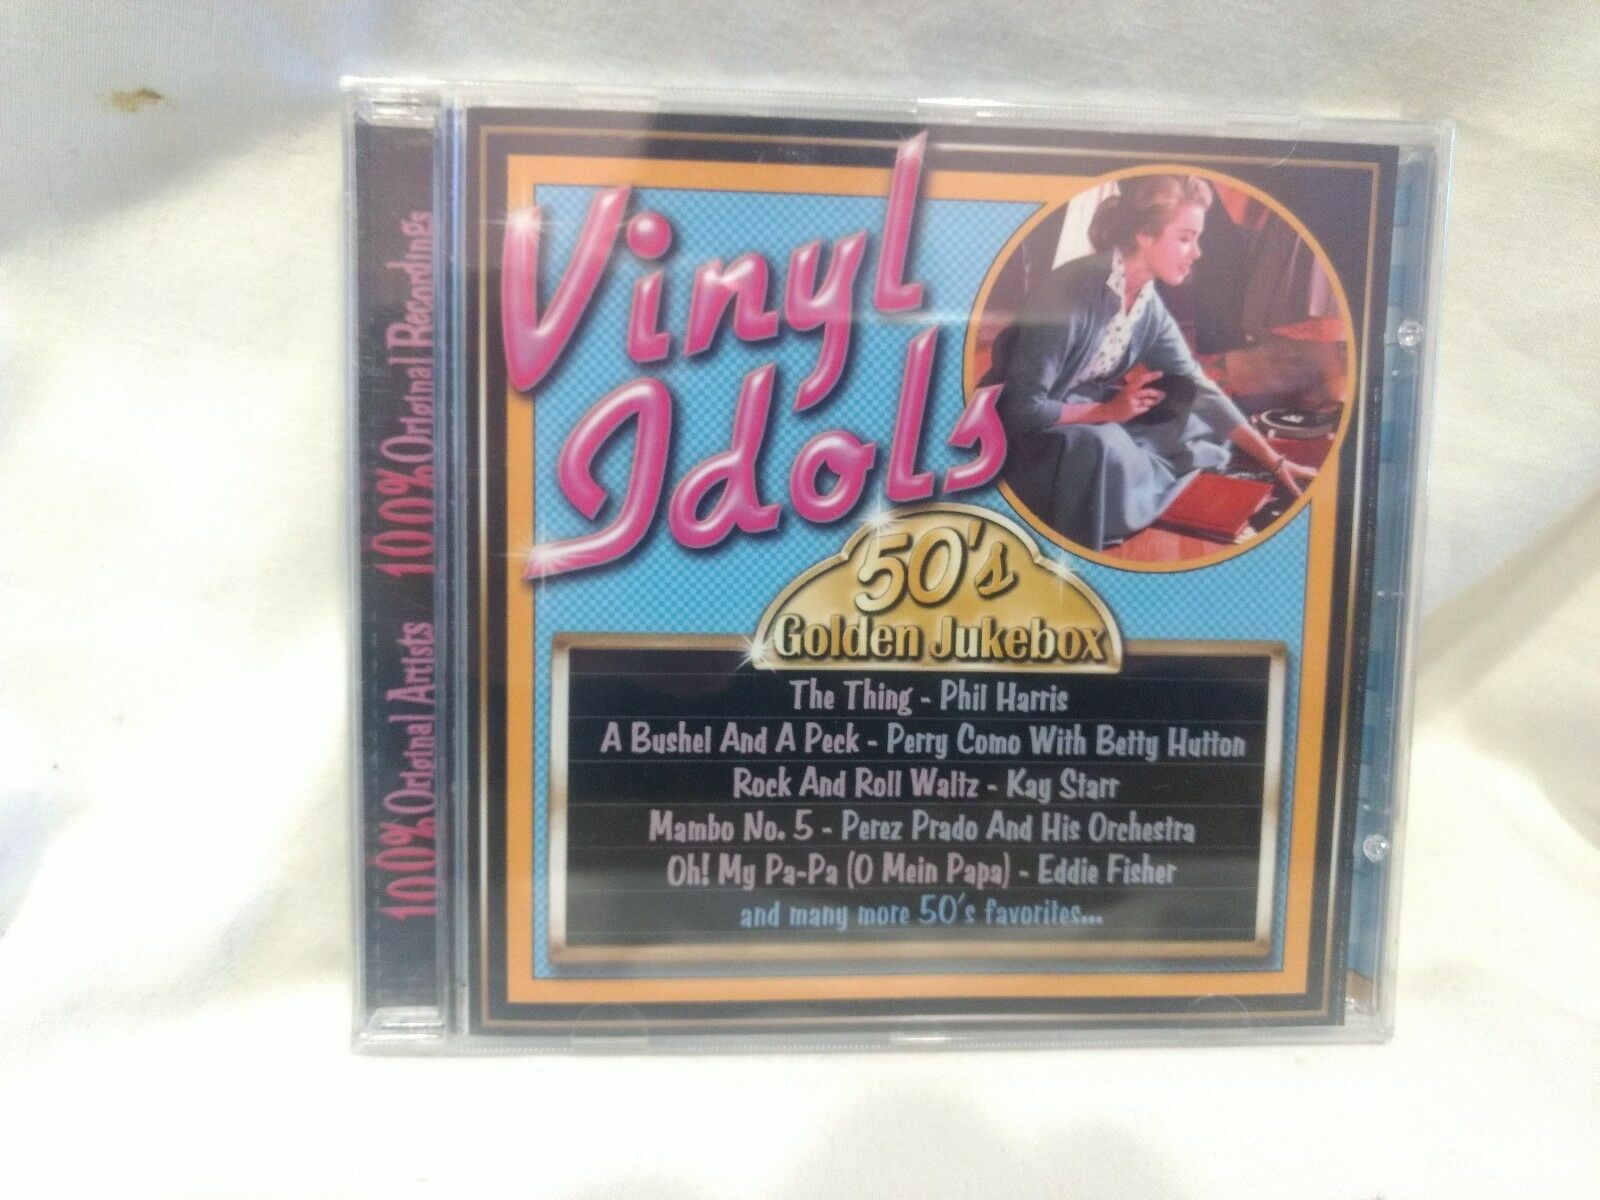 Vinyl
Idols
50's
Golden Jukebox
The Thing - Phil Harris
A Bushel And A Peck - Perry Como With Betty Hutton
Rock And Roll Waltz - Kay Starr
Mambo No. 5 - Perez Prado And His Orchestra
Oh! My Pa-Pa (O Mein Papa) - Eddie Fisher
and many more 50's favorites...
100% Original Artists / 100% Original Recordings